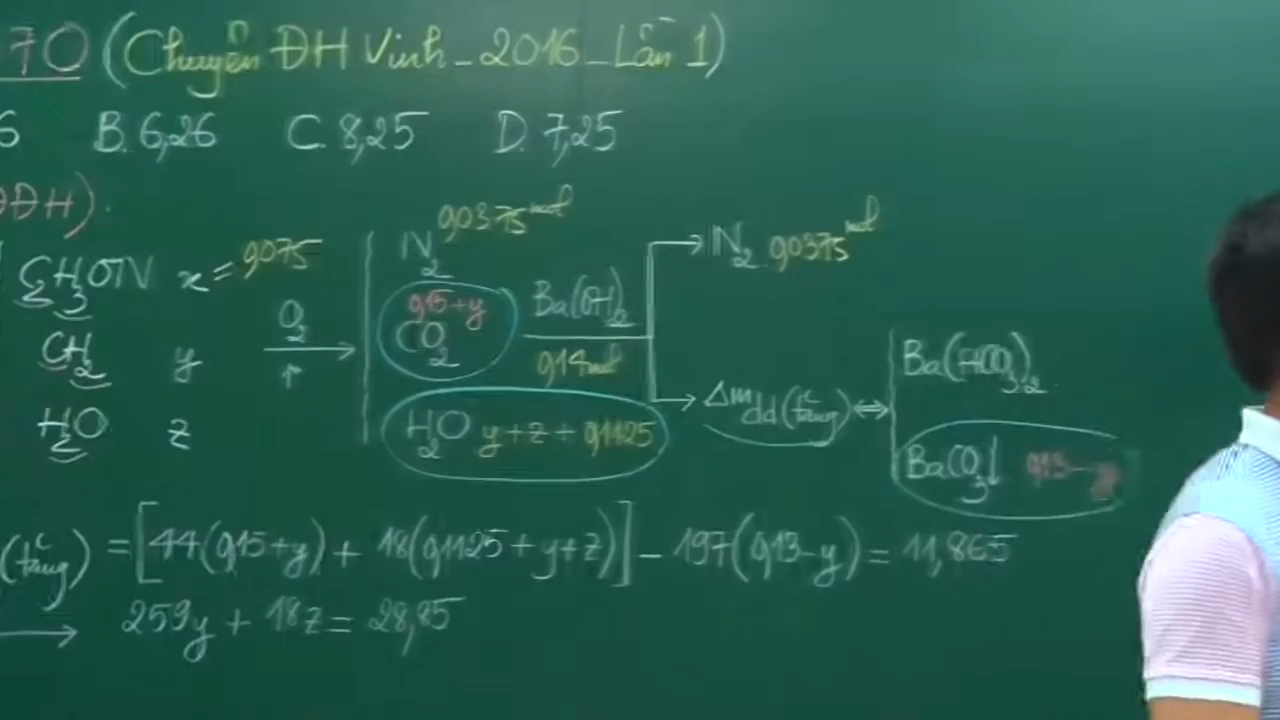 70 (Chuyên ĐH Vinh_2016_Lần 1)
6 B. 6,26 C. 8,25 D. 7,25
ĐĐH).
C2H3ON x = 0,075
CH2 y
H2O z
O2
t°
N2 0,0375 mol
CO2 0,15+y
H2O y+z+0,1125
Ba(OH)2
0,14 mol
N2 0,0375 mol
Δm dd(tăng) ↔
Ba(HCO3)2
BaCO3↓ 0,13-y
(tăng) = [44(0,15+y) + 18(0,1125+y+z)] - 197(0,13-y) = 11,865
→ 259y + 18z = 28,85